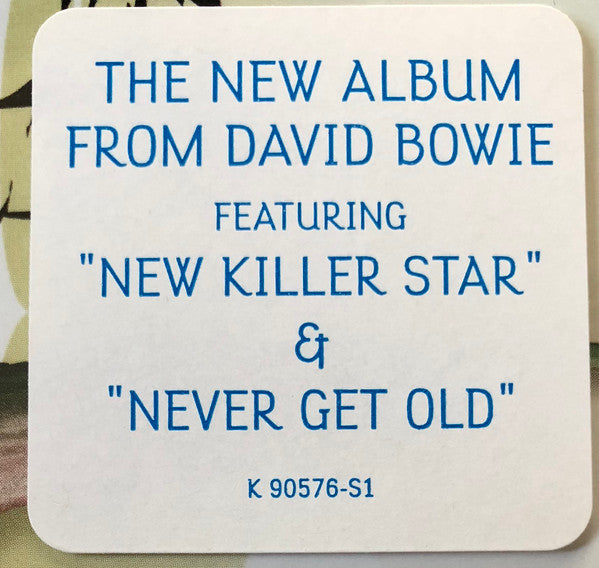 THE NEW ALBUM
FROM DAVID BOWIE
FEATURING
"NEW KILLER STAR"
&
"NEVER GET OLD"
K 90576-S1